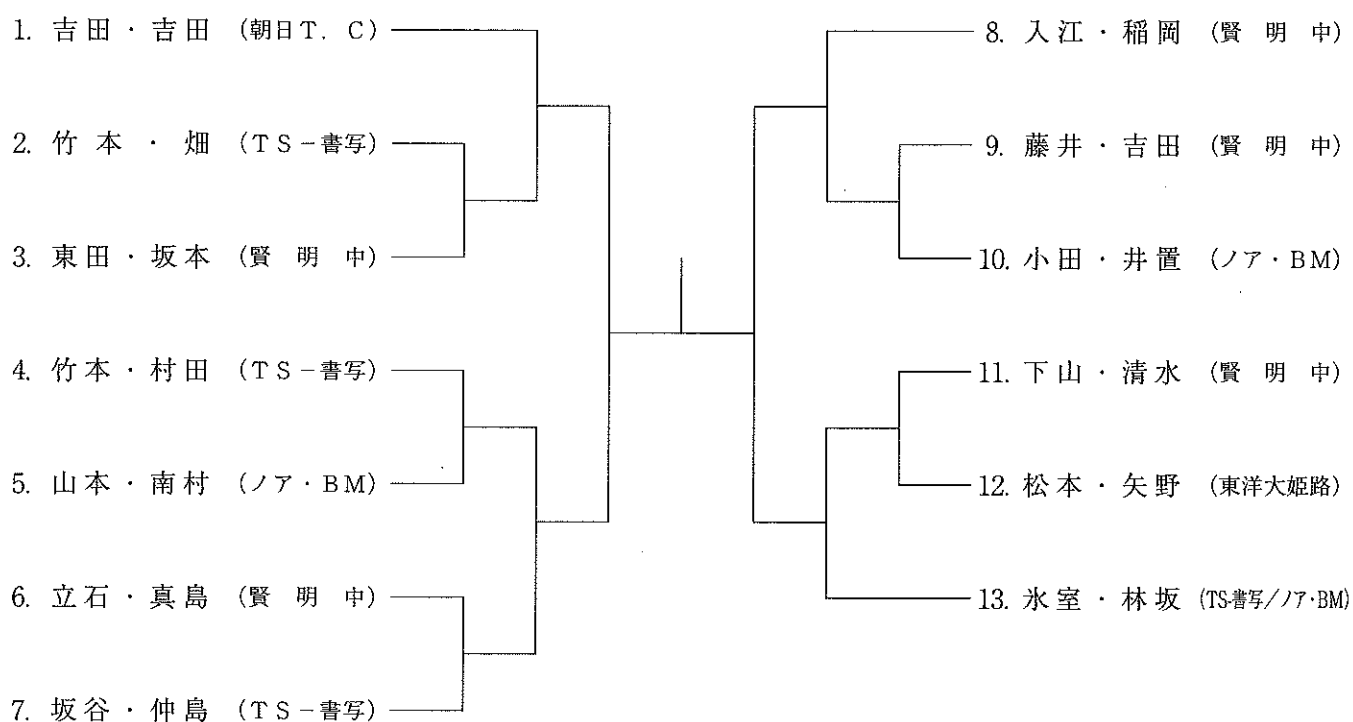 1. 吉田・吉田 (朝日T.C)
2. 竹本・畑 (TS-書写)
3. 東田・坂本 (賢明中)
4. 竹本・村田 (TS-書写)
5. 山本・南村 (ノア・BM)
6. 立石・真島 (賢明中)
7. 坂谷・仲島 (TS-書写)
8. 入江・稲岡 (賢明中)
9. 藤井・吉田 (賢明中)
10. 小田・井置 (ノア・BM)
11. 下山・清水 (賢明中)
12. 松本・矢野 (東洋大姫路)
13. 氷室・林坂 (TS-書写/ノア・BM)